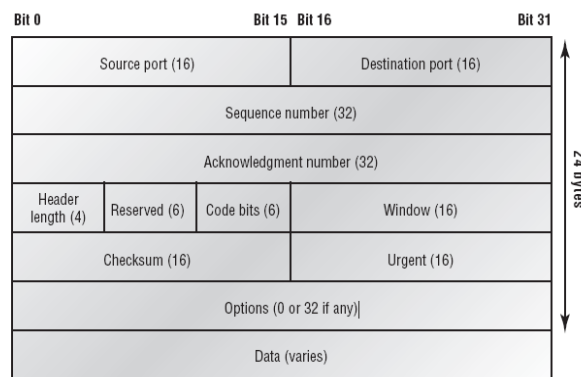 Bit 0 Bit 15 Bit 16 Bit 31
Source port (16) Destination port (16)
Sequence number (32)
Acknowledgment number (32)
Header
length (4) Reserved (6) Code bits (6) Window (16)
Checksum (16) Urgent (16)
Options (0 or 32 if any)
Data (varies)
24 bytes